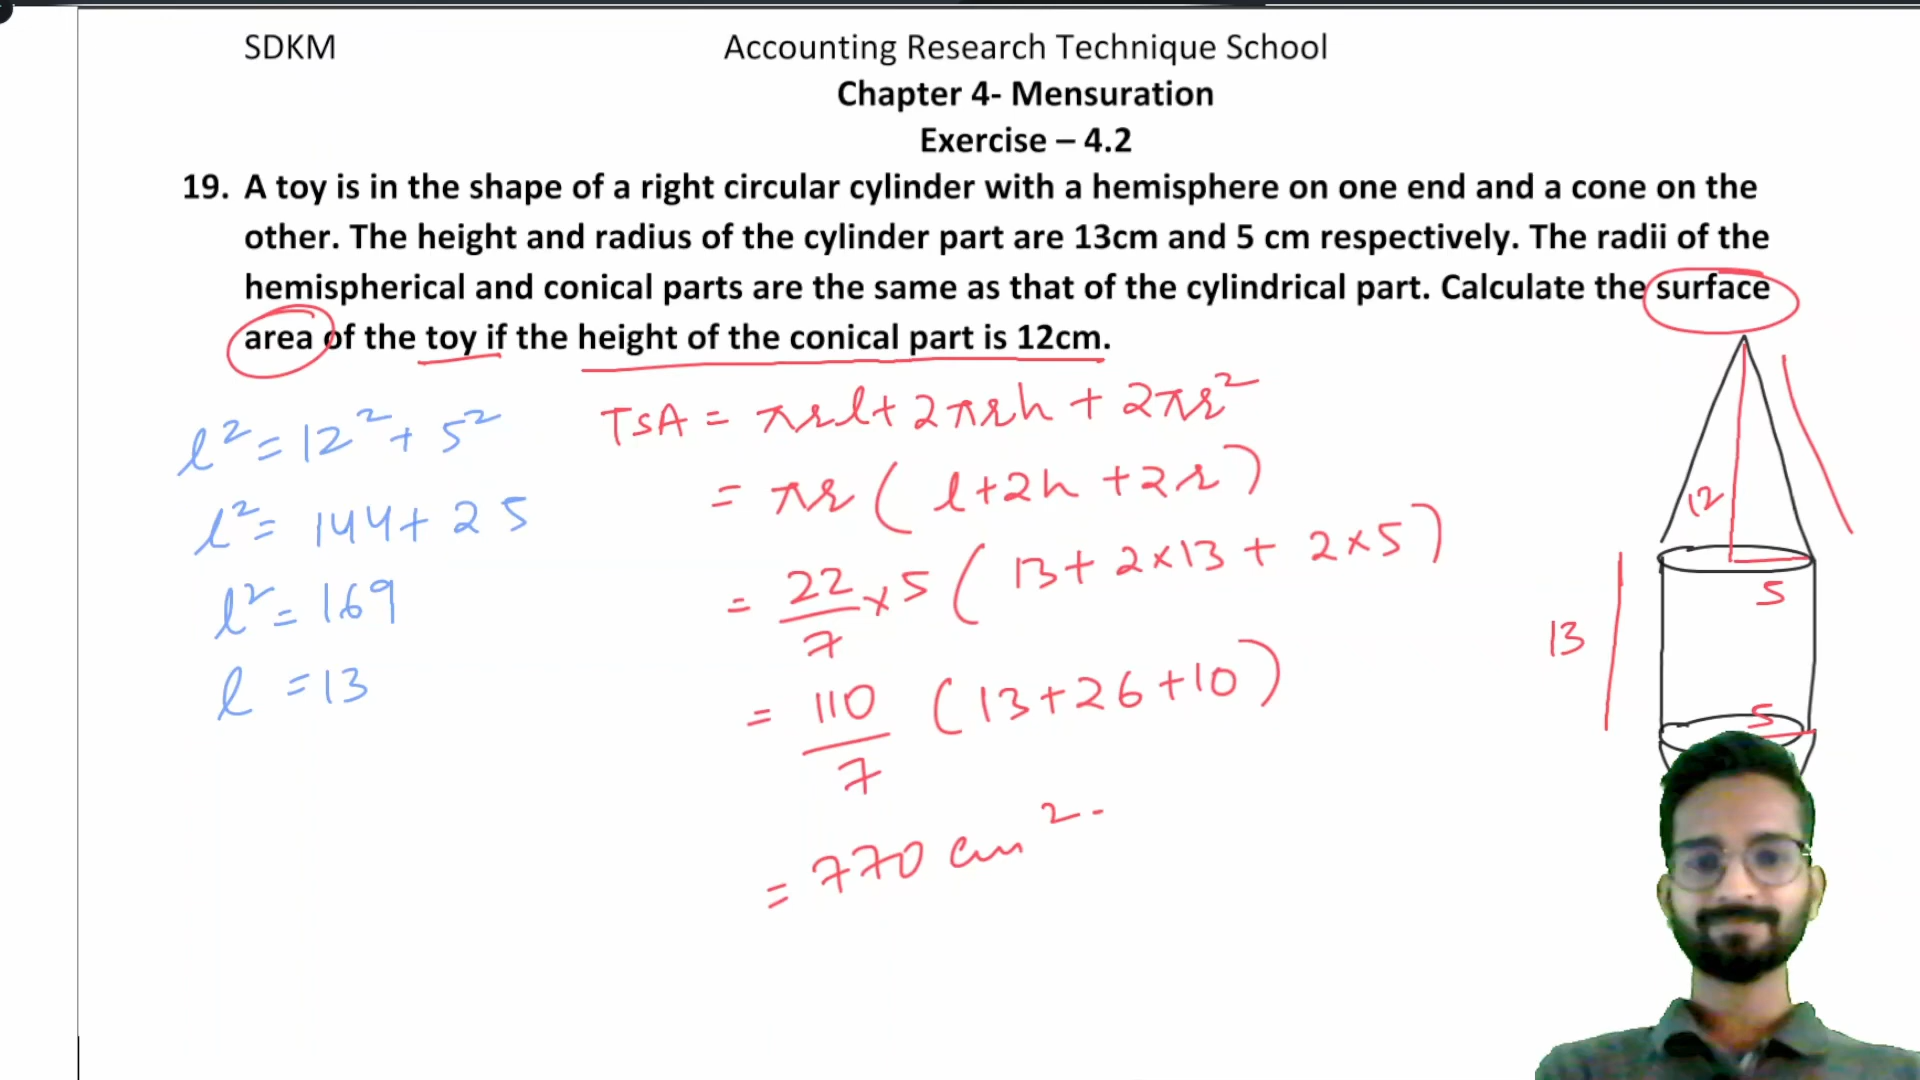 SDKM Accounting Research Technique School
Chapter 4- Mensuration
Exercise – 4.2
19. A toy is in the shape of a right circular cylinder with a hemisphere on one end and a cone on the
other. The height and radius of the cylinder part are 13cm and 5 cm respectively. The radii of the
hemispherical and conical parts are the same as that of the cylindrical part. Calculate the surface
area of the toy if the height of the conical part is 12cm.
l² = 12² + 5²
l² = 144 + 25
l² = 169
l = 13
TSA = πrl + 2πrh + 2πr²
= πr ( l + 2h + 2r )
= 22/7 × 5 ( 13 + 2×13 + 2×5 )
= 110/7 ( 13 + 26 + 10 )
= 770 cm².
12
5
13
5